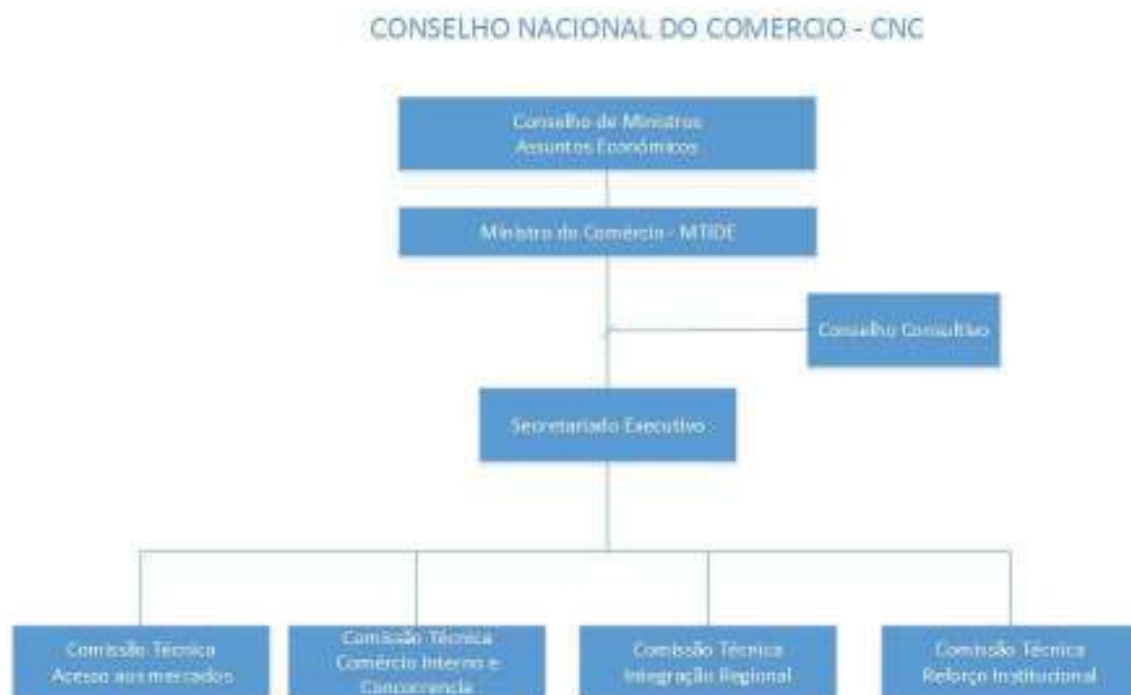 CONSELHO NACIONAL DO COMERCIO - CNC
Conselho de Ministros
Assuntos Económicos
Ministro do Comércio - MTIDE
Conselho Consultivo
Secretariado Executivo
Comissão Técnica
Acesso aos mercados
Comissão Técnica
Comércio Interno e
Concorrencia
Comissão Técnica
Integração Regional
Comissão Técnica
Reforço Institucional